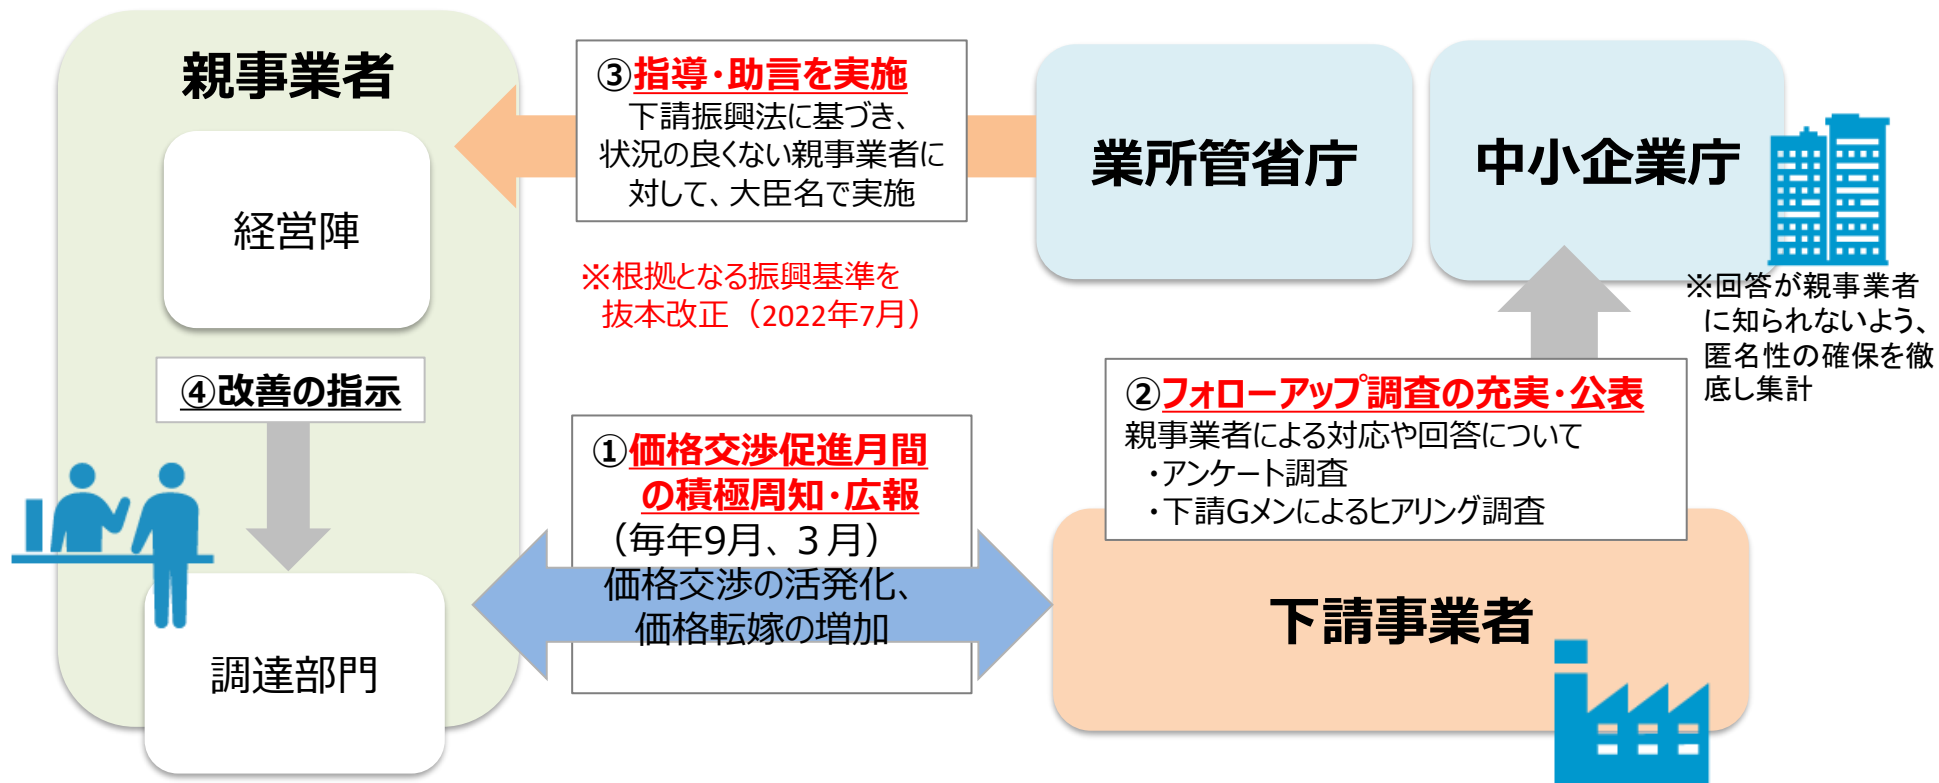 親事業者
経営陣
④改善の指示
調達部門
③指導・助言を実施
下請振興法に基づき、
状況の良くない親事業者に
対して、大臣名で実施
※根拠となる振興基準を
抜本改正（2022年7月）
①価格交渉促進月間
の積極周知・広報
（毎年9月、３月）
価格交渉の活発化、
価格転嫁の増加
業所管省庁
中小企業庁
※回答が親事業者
に知られないよう、
匿名性の確保を徹
底し集計
②フォローアップ調査の充実・公表
親事業者による対応や回答について
・アンケート調査
・下請Gメンによるヒアリング調査
下請事業者